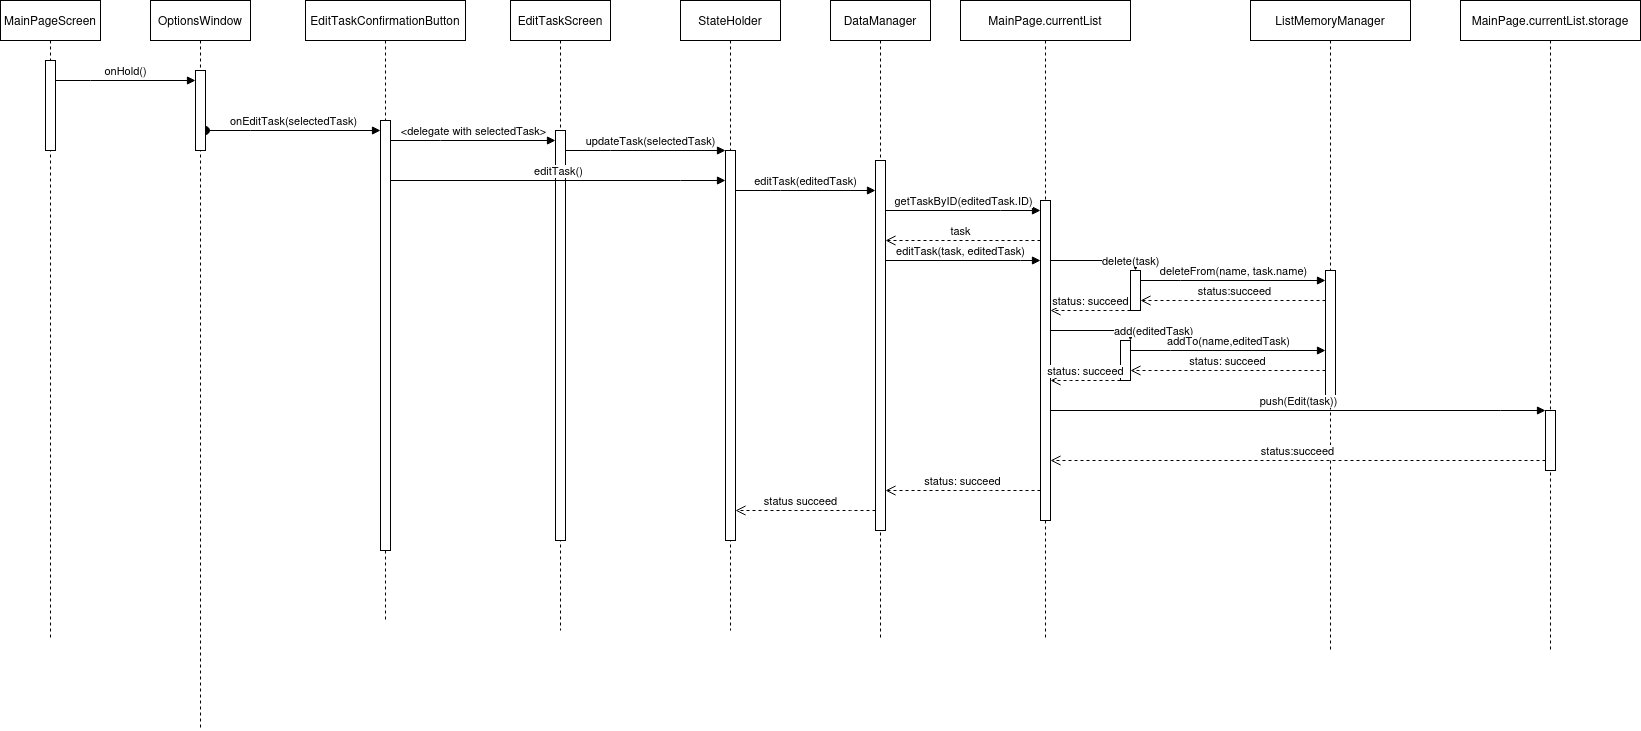 MainPageScreen
OptionsWindow
EditTaskConfirmationButton
EditTaskScreen
StateHolder
DataManager
MainPage.currentList
ListMemoryManager
MainPage.currentList.storage
onHold()
onEditTask(selectedTask)
<delegate with selectedTask>
updateTask(selectedTask)
editTask()
editTask(editedTask)
getTaskByID(editedTask.ID)
task
editTask(task, editedTask)
delete(task)
deleteFrom(name, task.name)
status:succeed
status: succeed
add(editedTask)
addTo(name,editedTask)
status: succeed
status: succeed
push(Edit(task))
status:succeed
status: succeed
status succeed